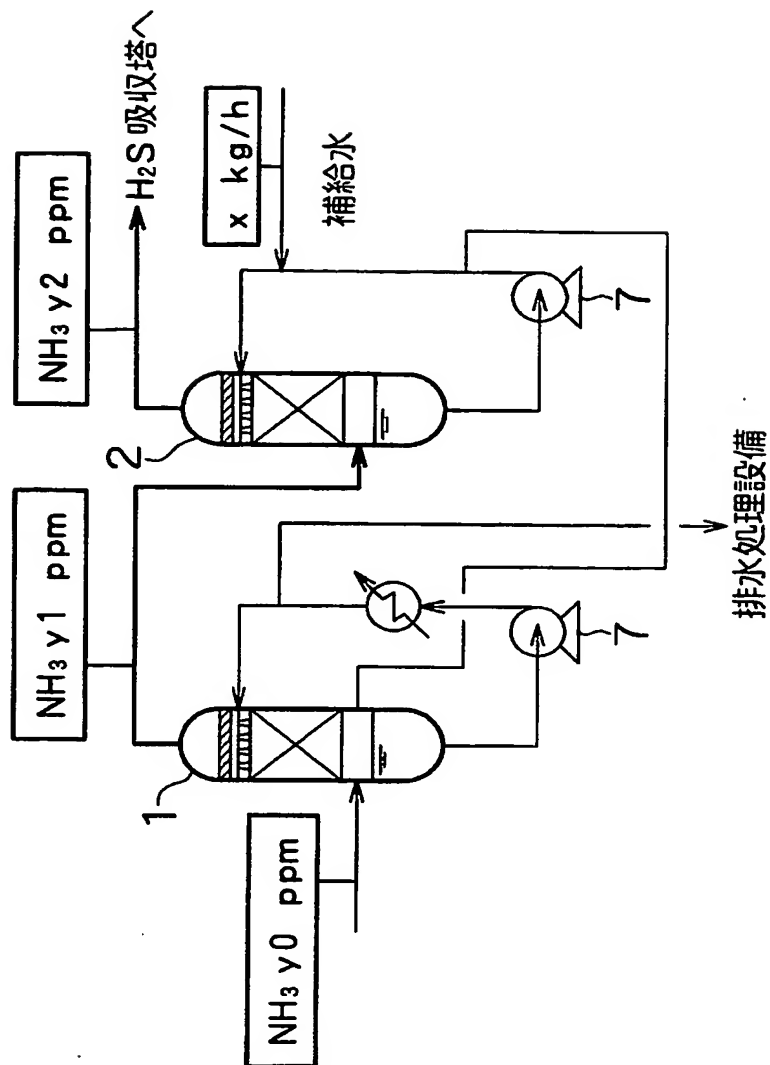 NH₃ y0 ppm
1
NH₃ y1 ppm
7
排水処理設備
2
NH₃ y2 ppm
H₂S 吸収塔へ
x kg/h
補給水
7